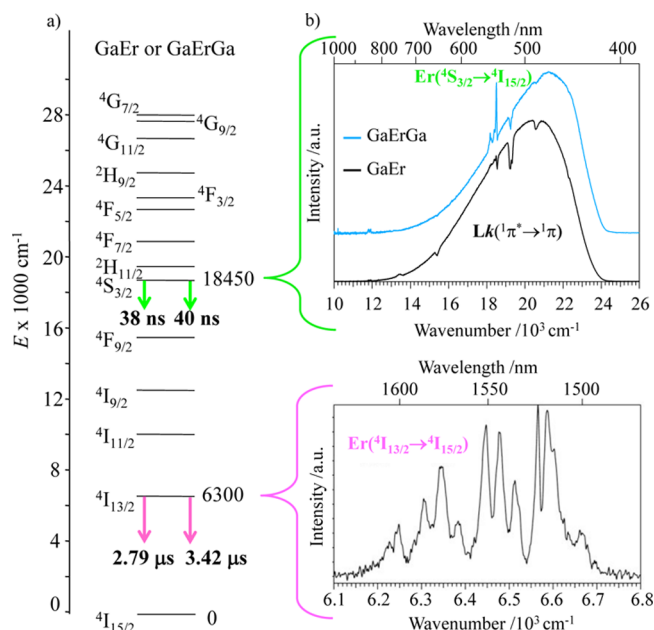 a)
GaEr or GaErGa
E x 1000 cm⁻¹
28
24
20
16
12
8
4
0
⁴G₇/₂
⁴G₉/₂
⁴G₁₁/₂
²H₉/₂
⁴F₃/₂
⁴F₅/₂
⁴F₇/₂
²H₁₁/₂
⁴S₃/₂ 18450
38 ns 40 ns
⁴F₉/₂
⁴I₉/₂
⁴I₁₁/₂
⁴I₁₃/₂ 6300
2.79 µs 3.42 µs
⁴I₁₅/₂ 0
b)
Wavelength /nm
1000 800 700 600 500 400
Er(⁴S₃/₂→⁴I₁₅/₂)
GaErGa
GaEr
Lk(¹π*→¹π)
Intensity /a.u.
10 12 14 16 18 20 22 24 26
Wavenumber /10³ cm⁻¹
Wavelength /nm
1600 1550 1500
Er(⁴I₁₃/₂→⁴I₁₅/₂)
Intensity /a.u.
6.1 6.2 6.3 6.4 6.5 6.6 6.7 6.8
Wavenumber /10³ cm⁻¹